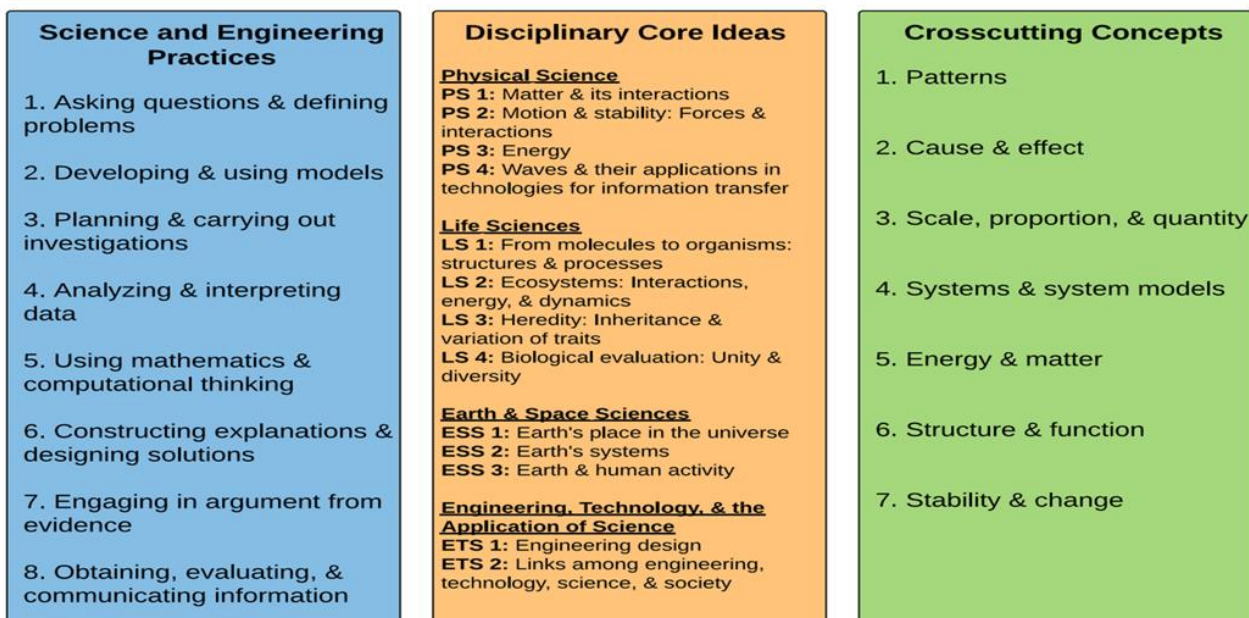 Science and Engineering
Practices
1. Asking questions & defining
problems
2. Developing & using models
3. Planning & carrying out
investigations
4. Analyzing & interpreting
data
5. Using mathematics &
computational thinking
6. Constructing explanations &
designing solutions
7. Engaging in argument from
evidence
8. Obtaining, evaluating, &
communicating information
Disciplinary Core Ideas
Physical Science
PS 1: Matter & its interactions
PS 2: Motion & stability: Forces &
interactions
PS 3: Energy
PS 4: Waves & their applications in
technologies for information transfer
Life Sciences
LS 1: From molecules to organisms:
structures & processes
LS 2: Ecosystems: Interactions,
energy, & dynamics
LS 3: Heredity: Inheritance &
variation of traits
LS 4: Biological evaluation: Unity &
diversity
Earth & Space Sciences
ESS 1: Earth's place in the universe
ESS 2: Earth's systems
ESS 3: Earth & human activity
Engineering, Technology, & the
Application of Science
ETS 1: Engineering design
ETS 2: Links among engineering,
technology, science, & society
Crosscutting Concepts
1. Patterns
2. Cause & effect
3. Scale, proportion, & quantity
4. Systems & system models
5. Energy & matter
6. Structure & function
7. Stability & change